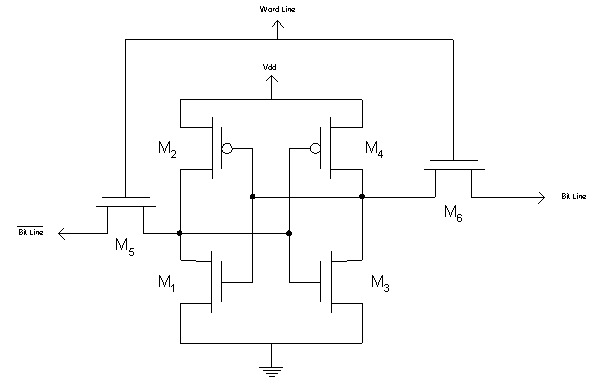 Word Line
Vdd
M2
M4
Bit Line
M6
Bit Line
M5
M1
M3